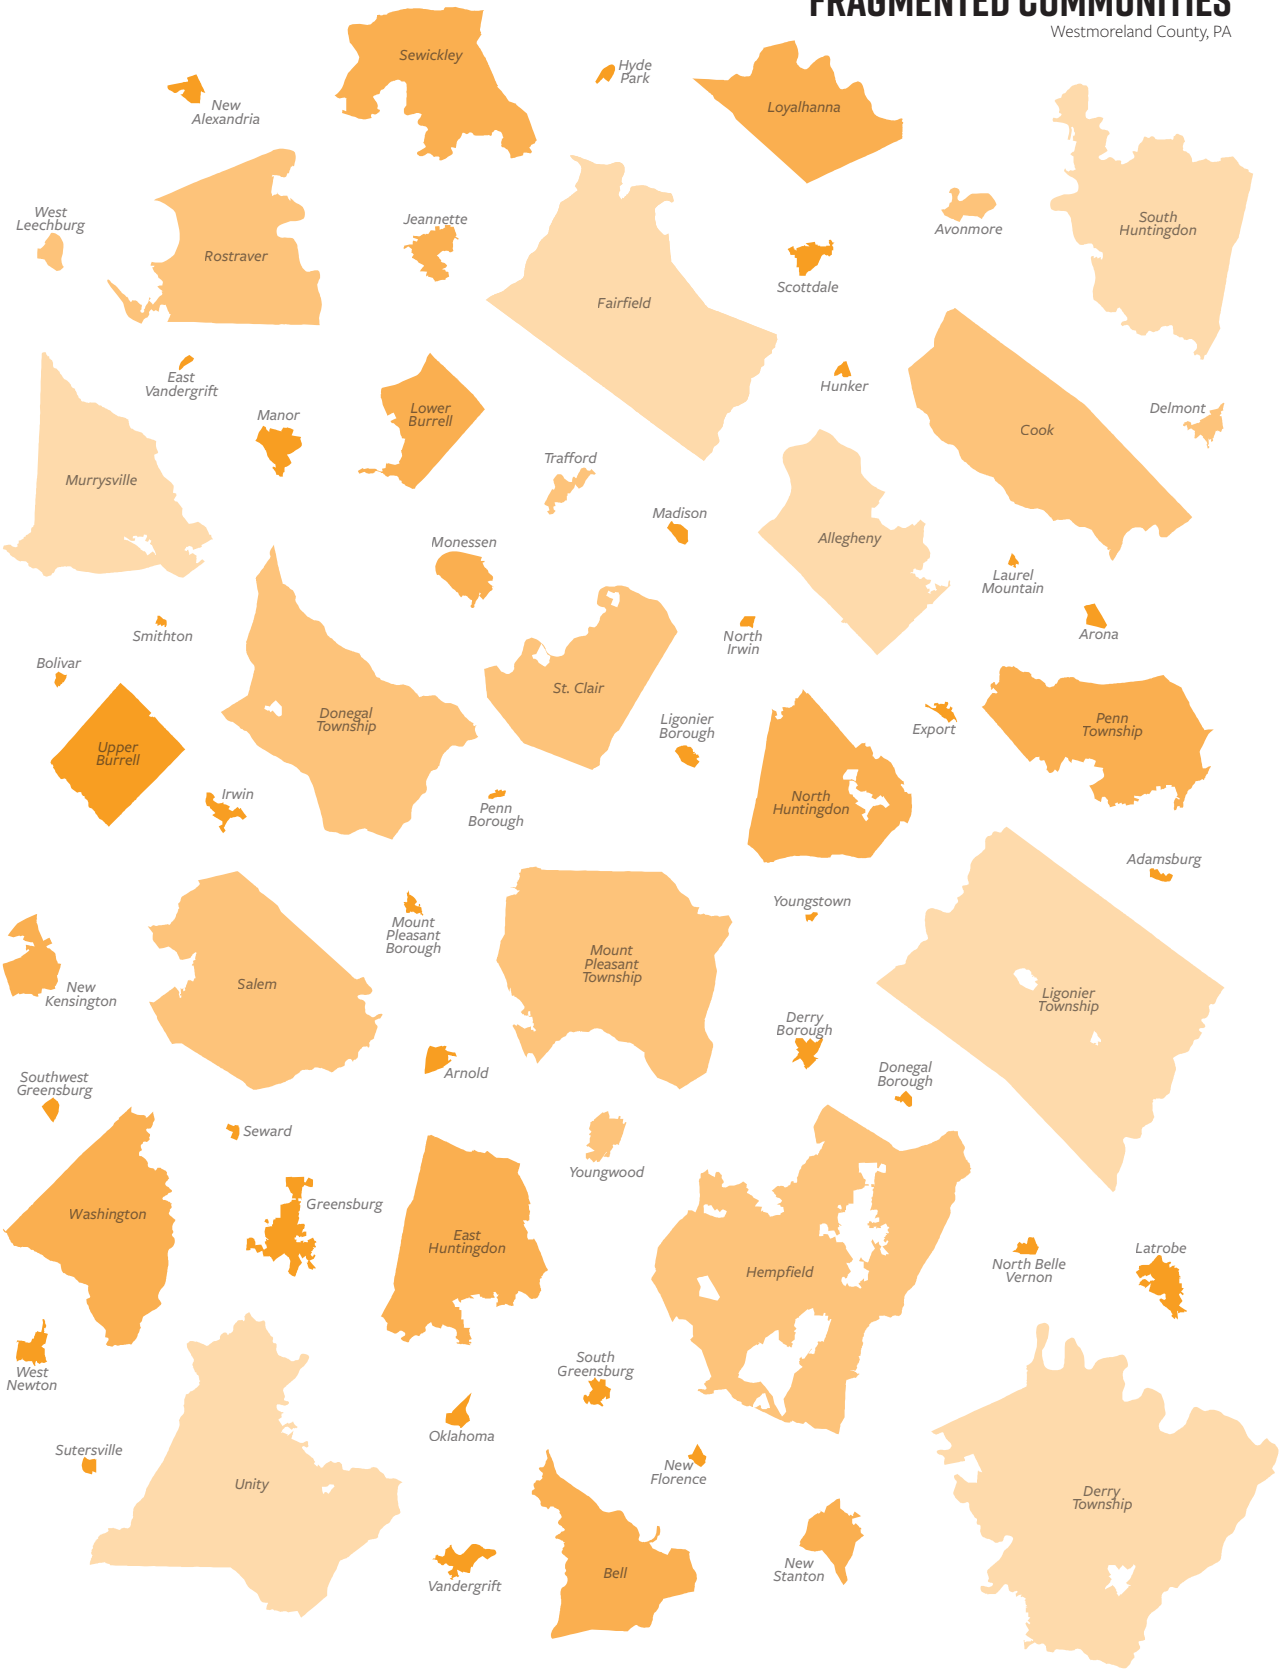 FRAGMENTED COMMUNITIES
Westmoreland County, PA
Sewickley
Hyde
Park
New
Alexandria
Loyalhanna
West
Leechburg
Rostraver
Jeannette
Fairfield
Scottdale
Avonmore
South
Huntingdon
East
Vandergrift
Manor
Lower
Burrell
Hunker
Cook
Delmont
Murrysville
Trafford
Madison
Allegheny
Monessen
Laurel
Mountain
Smithton
North
Irwin
Arona
Bolivar
Upper
Burrell
Donegal
Township
St. Clair
Ligonier
Borough
Export
Penn
Township
Irwin
Penn
Borough
North
Huntingdon
Adamsburg
Youngstown
Mount
Pleasant
Borough
New
Kensington
Salem
Mount
Pleasant
Township
Ligonier
Township
Derry
Borough
Arnold
Donegal
Borough
Southwest
Greensburg
Seward
Youngwood
Washington
Greensburg
East
Huntingdon
Hempfield
North Belle
Vernon
Latrobe
West
Newton
South
Greensburg
Oklahoma
Sutersville
Unity
New
Florence
Derry
Township
Vandergrift
Bell
New
Stanton